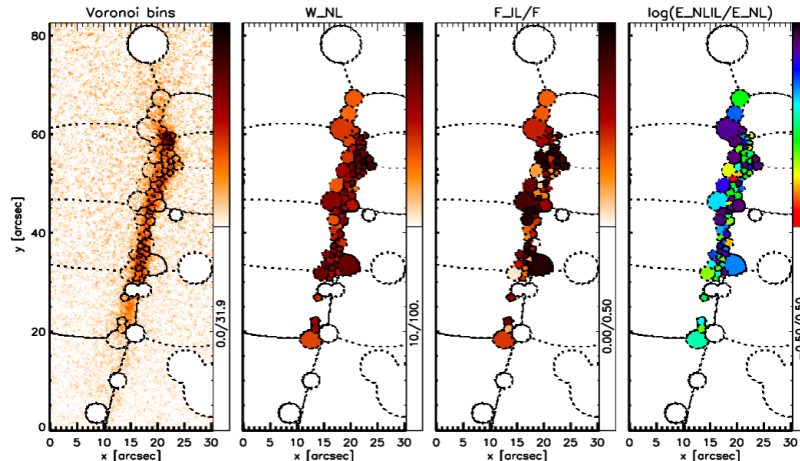 Voronoi bins
W_NL
F_IL/F
log(E_NLIL/E_NL)
80
60
40
20
0
y [arcsec]
0.0/31.9
10./100.
0.00/0.50
0 5 10 15 20 25 30
0 5 10 15 20 25 30
0 5 10 15 20 25 30
0 5 10 15 20 25 30
x [arcsec]
x [arcsec]
x [arcsec]
x [arcsec]